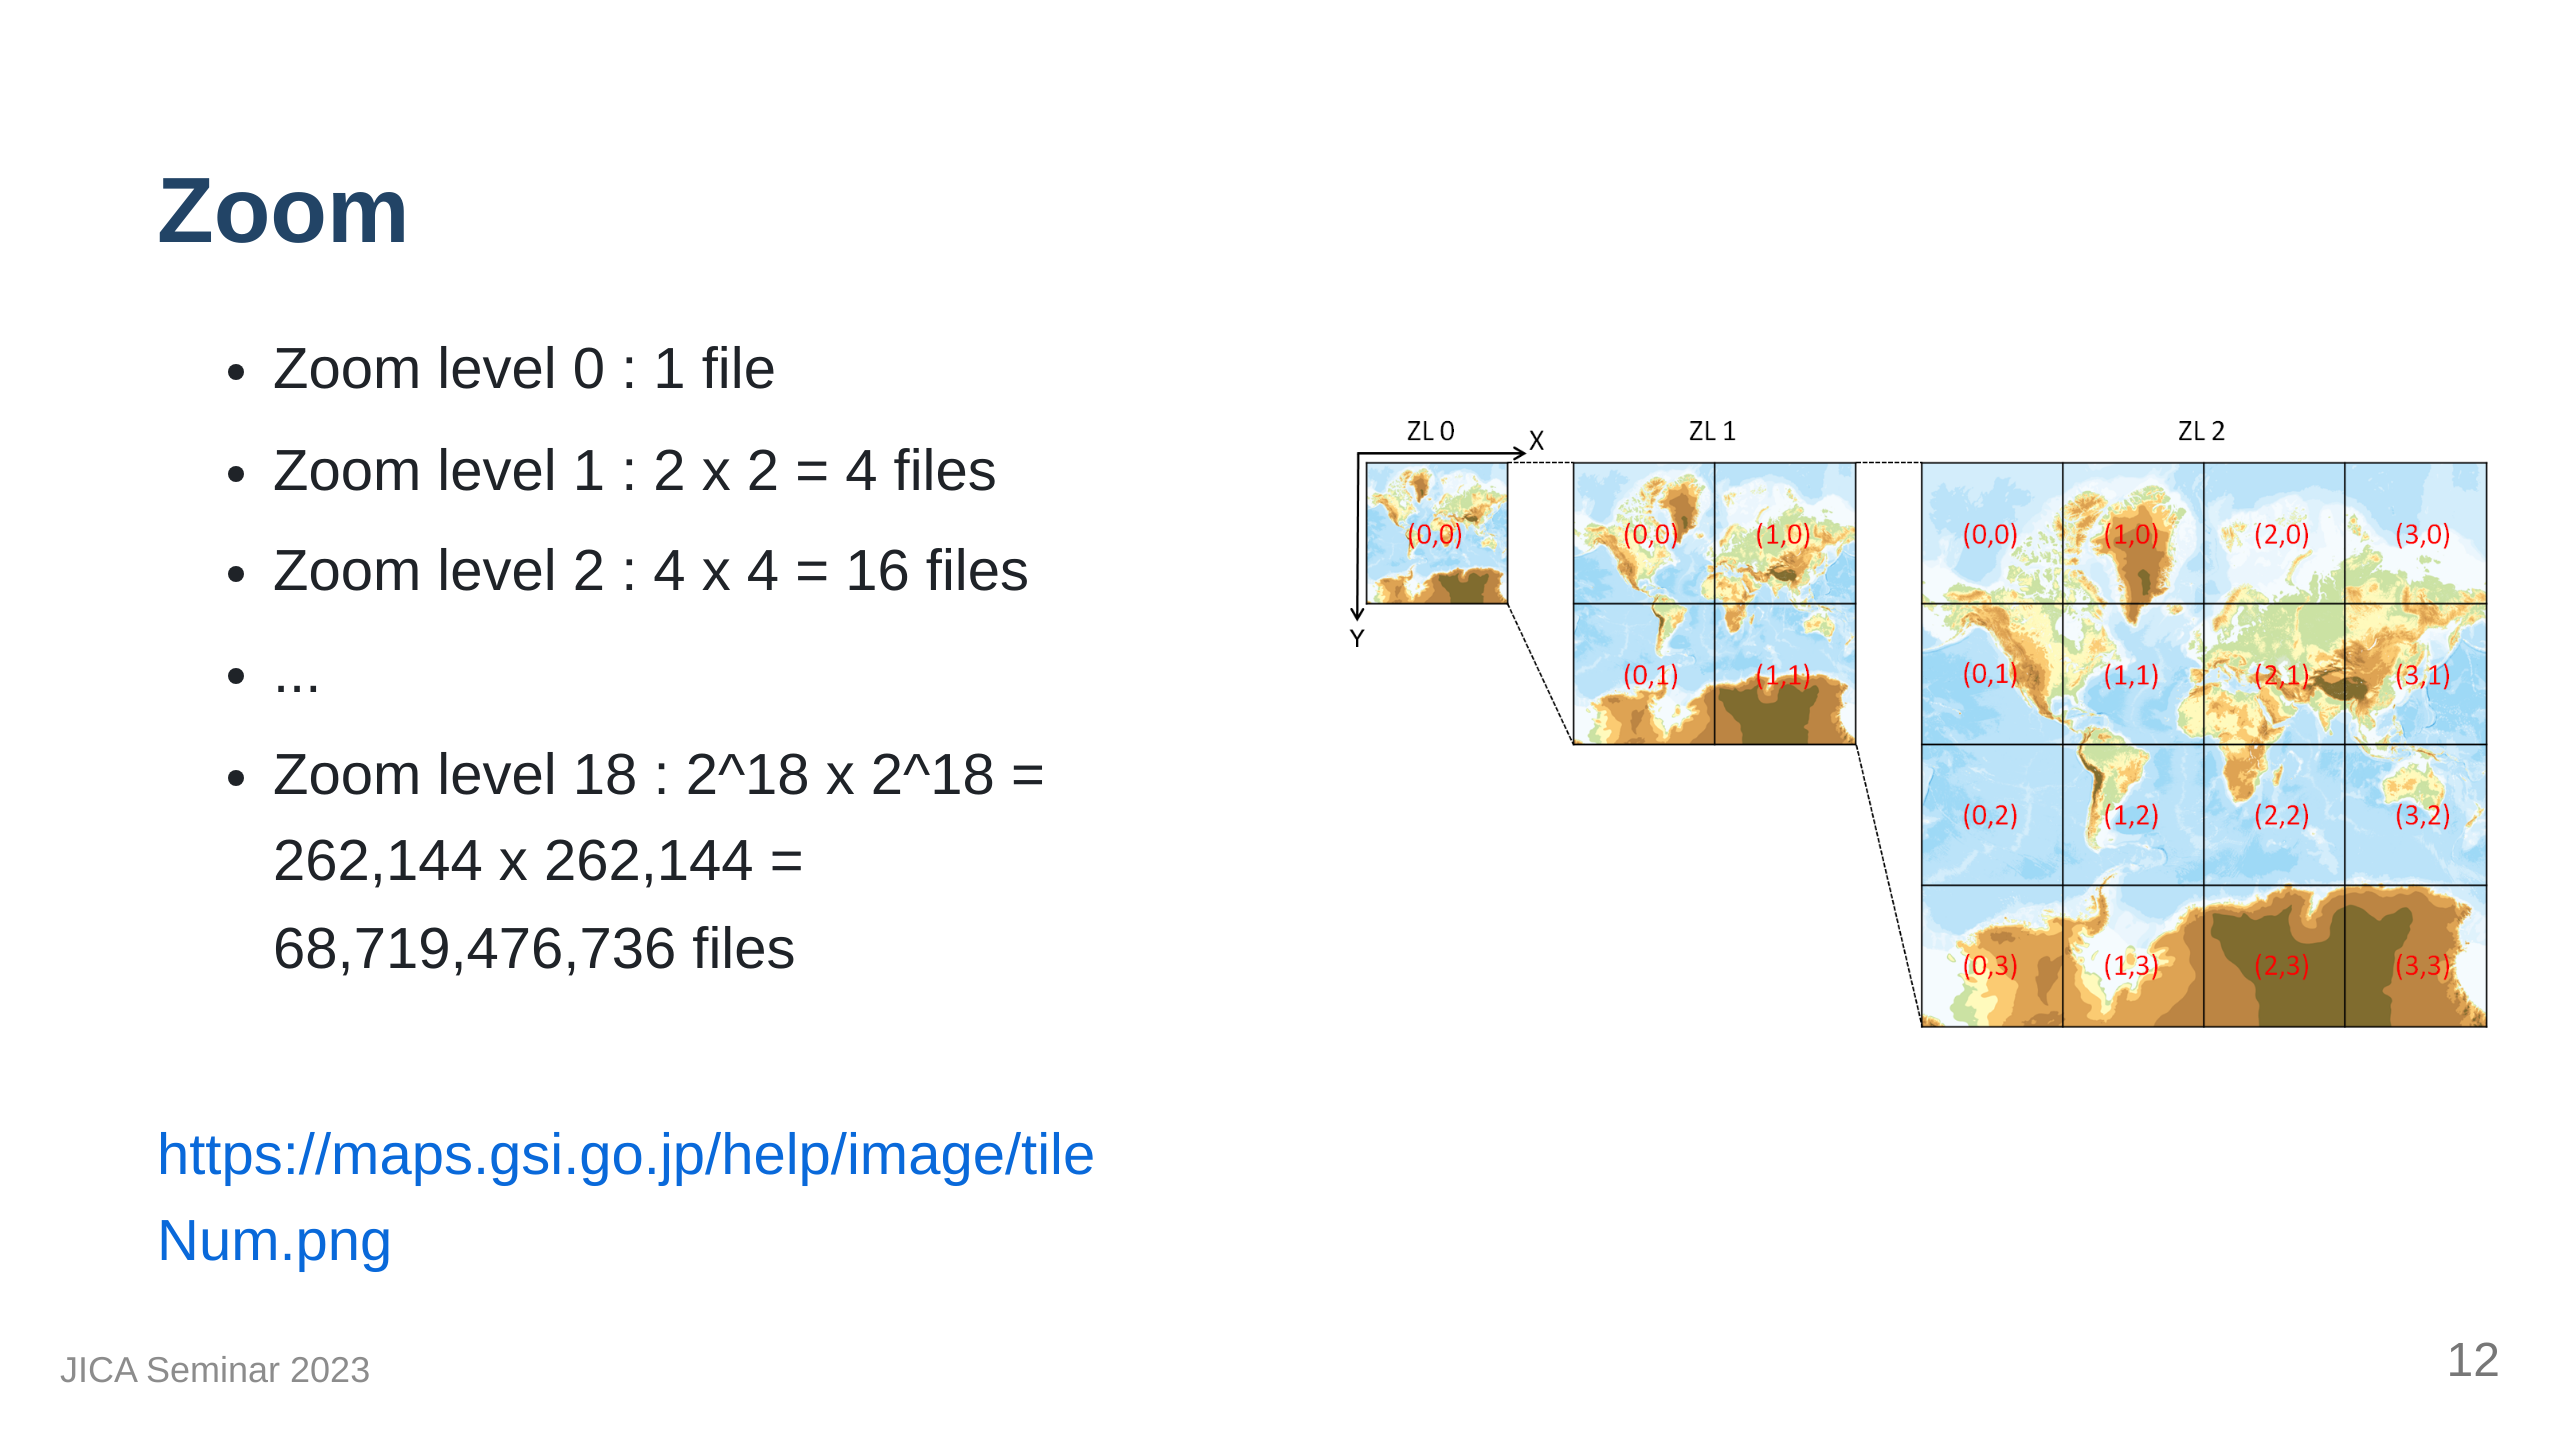 Zoom
• Zoom level 0 : 1 file
• Zoom level 1 : 2 x 2 = 4 files
• Zoom level 2 : 4 x 4 = 16 files
• ...
• Zoom level 18 : 2^18 x 2^18 =
262,144 x 262,144 =
68,719,476,736 files
https://maps.gsi.go.jp/help/image/tile
Num.png
ZL 0
X
Y
(0,0)
ZL 1
(0,0) (1,0)
(0,1) (1,1)
ZL 2
(0,0) (1,0) (2,0) (3,0)
(0,1) (1,1) (2,1) (3,1)
(0,2) (1,2) (2,2) (3,2)
(0,3) (1,3) (2,3) (3,3)
JICA Seminar 2023
12